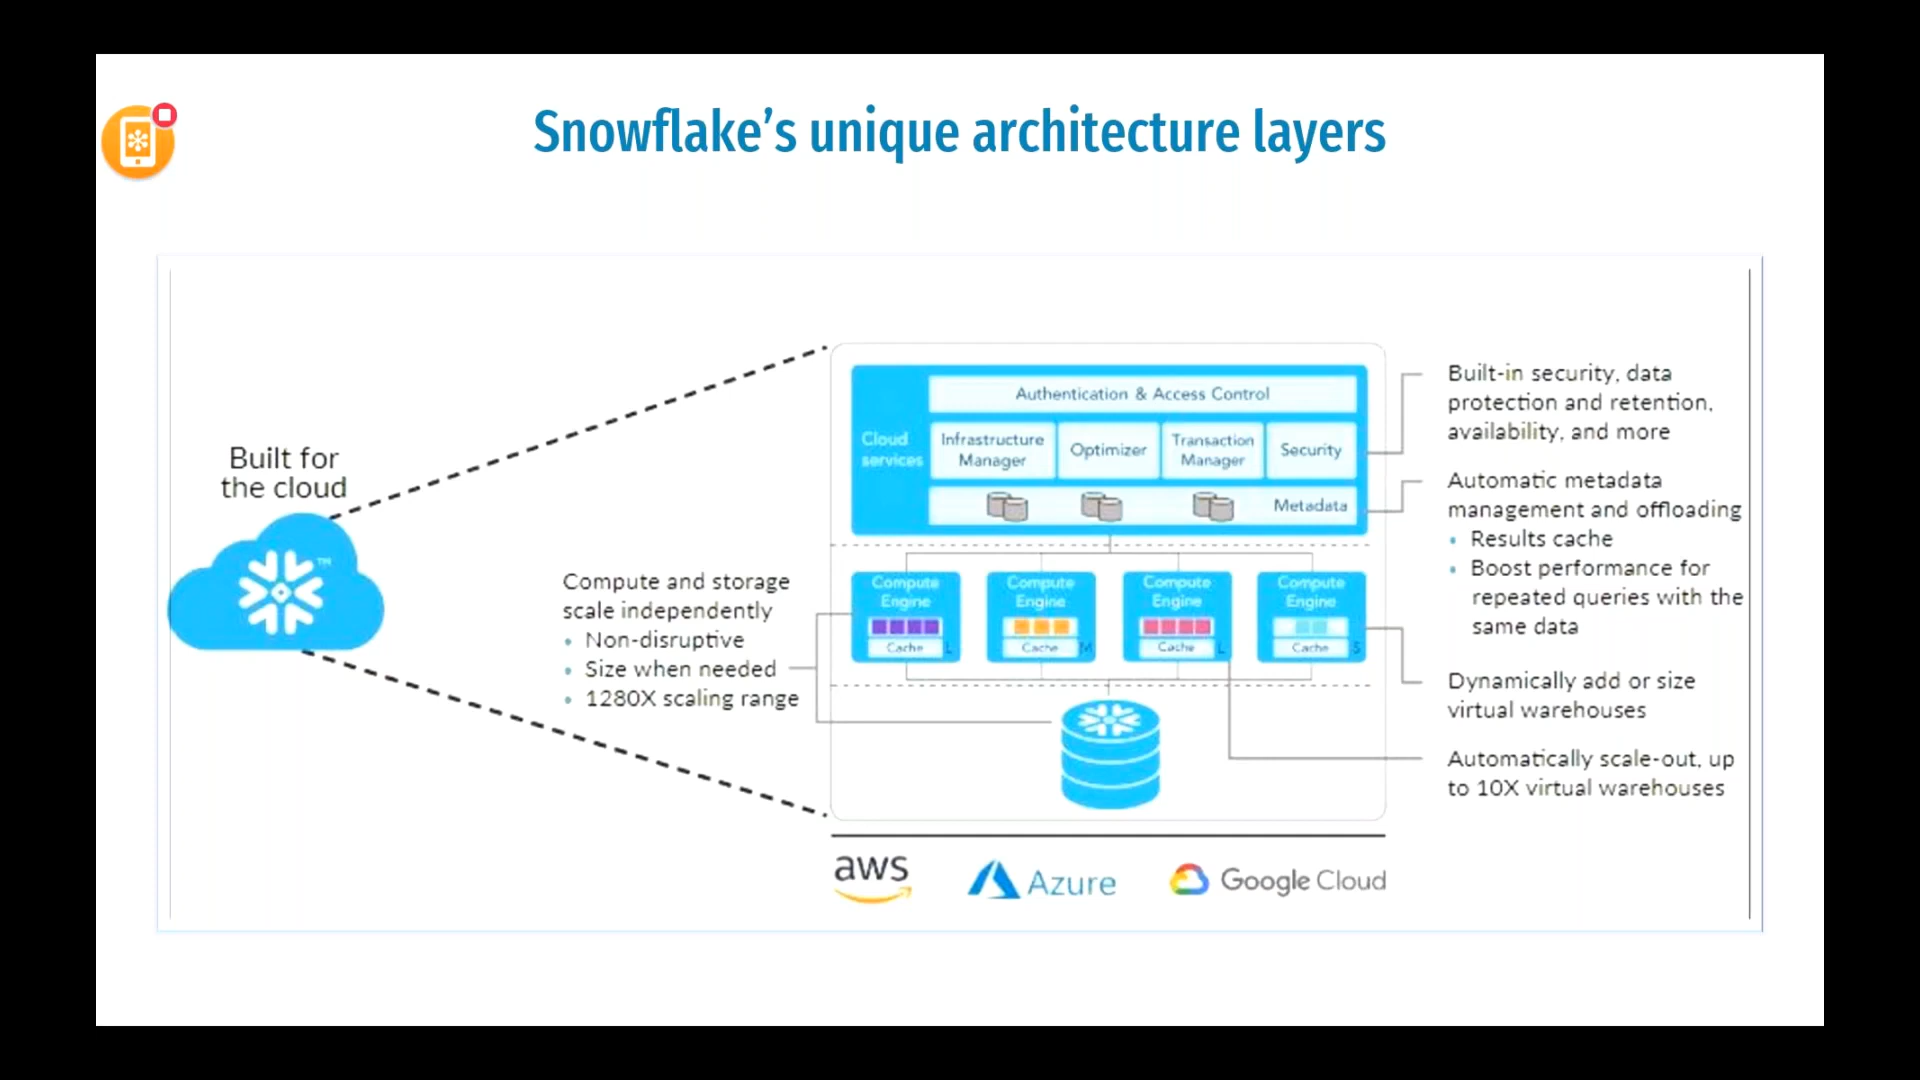 Snowflake's unique architecture layers
Built for
the cloud
TM
Compute and storage
scale independently
• Non-disruptive
• Size when needed
• 1280X scaling range
Cloud
services
Authentication & Access Control
Infrastructure
Manager
Optimizer
Transaction
Manager
Security
Metadata
Compute
Engine
Cache
L
Compute
Engine
Cache
M
Compute
Engine
Cache
L
Compute
Engine
Cache
S
Built-in security, data
protection and retention,
availability, and more
Automatic metadata
management and offloading
• Results cache
• Boost performance for
repeated queries with the
same data
Dynamically add or size
virtual warehouses
Automatically scale-out, up
to 10X virtual warehouses
aws
Azure
Google Cloud